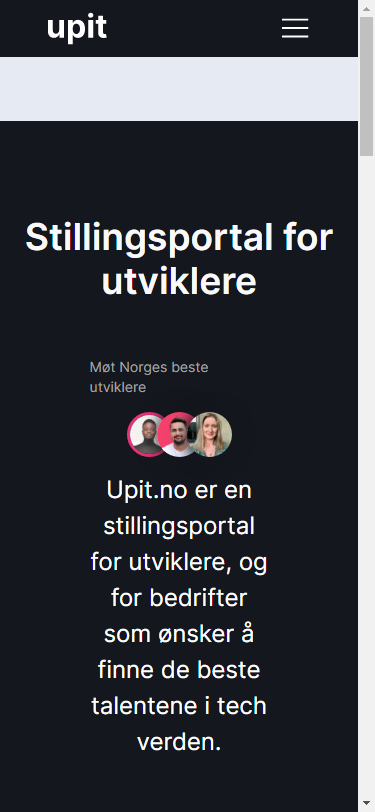 upit
Stillingsportal for
utviklere
Møt Norges beste
utviklere
Upit.no er en
stillingsportal
for utviklere, og
for bedrifter
som ønsker å
finne de beste
talentene i tech
verden.